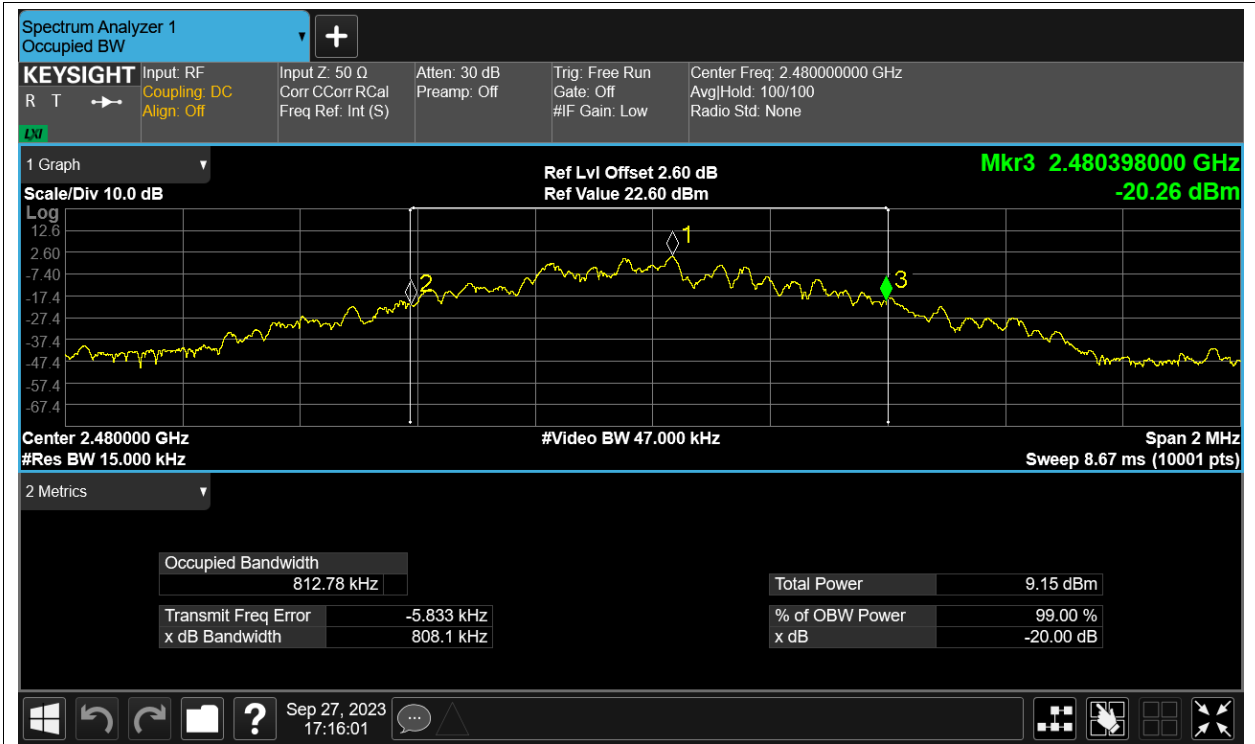 Spectrum Analyzer 1
Occupied BW
+
KEYSIGHT
R T
LXI
Input: RF
Coupling: DC
Align: Off
Input Z: 50 Ω
Corr CCorr RCal
Freq Ref: Int (S)
Atten: 30 dB
Preamp: Off
Trig: Free Run
Gate: Off
#IF Gain: Low
Center Freq: 2.480000000 GHz
Avg|Hold: 100/100
Radio Std: None
1 Graph
Scale/Div 10.0 dB
Ref Lvl Offset 2.60 dB
Ref Value 22.60 dBm
Mkr3 2.480398000 GHz
-20.26 dBm
Log
12.6
2.60
-7.40
-17.4
-27.4
-37.4
-47.4
-57.4
-67.4
1
2
3
Center 2.480000 GHz
#Video BW 47.000 kHz
Span 2 MHz
#Res BW 15.000 kHz
Sweep 8.67 ms (10001 pts)
2 Metrics
Occupied Bandwidth
812.78 kHz
Transmit Freq Error -5.833 kHz
x dB Bandwidth 808.1 kHz
Total Power 9.15 dBm
% of OBW Power 99.00 %
x dB -20.00 dB
?
Sep 27, 2023
17:16:01